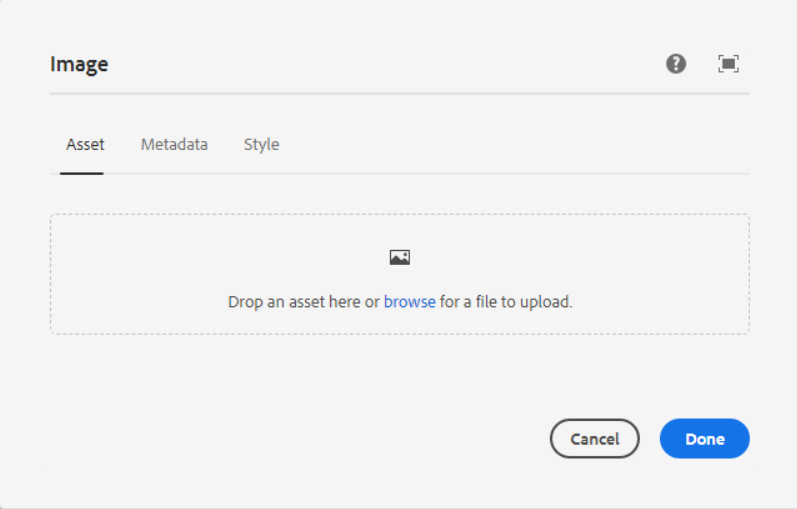 Image
Asset Metadata Style
Drop an asset here or browse for a file to upload.
Cancel Done